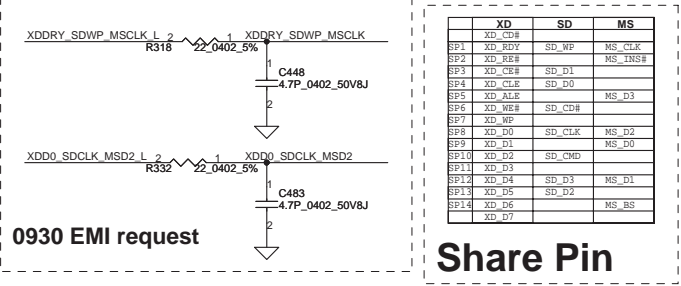 XDDRY_SDWP_MSCLK_L 2 1 XDDRY_SDWP_MSCLK
R318 22_0402_5%
1
C448
4.7P_0402_50V8J
2
XDD0_SDCLK_MSD2_L 2 1 XDD0_SDCLK_MSD2
R332 22_0402_5%
1
C483
4.7P_0402_50V8J
2
0930 EMI request
XD SD MS
XD_CD#
SP1 XD_RDY SD_WP MS_CLK
SP2 XD_RE# MS_INS#
SP3 XD_CE# SD_D1
SP4 XD_CLE SD_D0
SP5 XD_ALE MS_D3
SP6 XD_WE# SD_CD#
SP7 XD_WP
SP8 XD_D0 SD_CLK MS_D2
SP9 XD_D1 MS_D0
SP10 XD_D2 SD_CMD
SP11 XD_D3
SP12 XD_D4 SD_D3 MS_D1
SP13 XD_D5 SD_D2
SP14 XD_D6 MS_BS
XD_D7
Share Pin